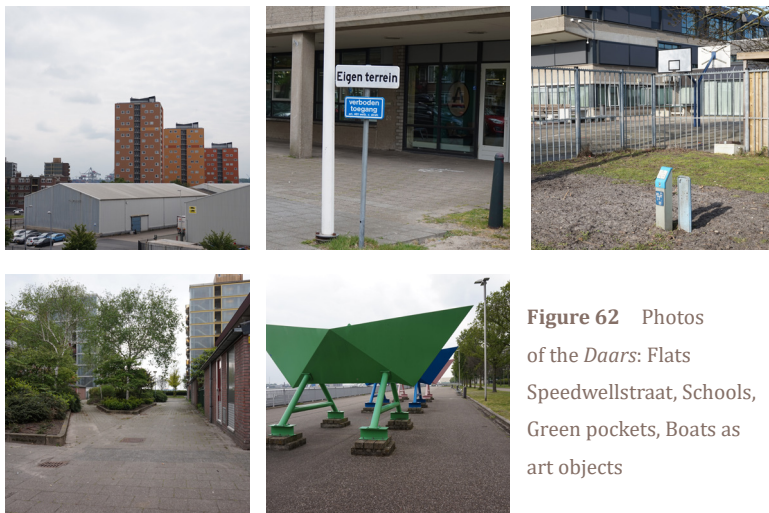 Eigen terrein
verboden
toegang
Figure 62 Photos
of the Daars: Flats
Speedwellstraat, Schools,
Green pockets, Boats as
art objects